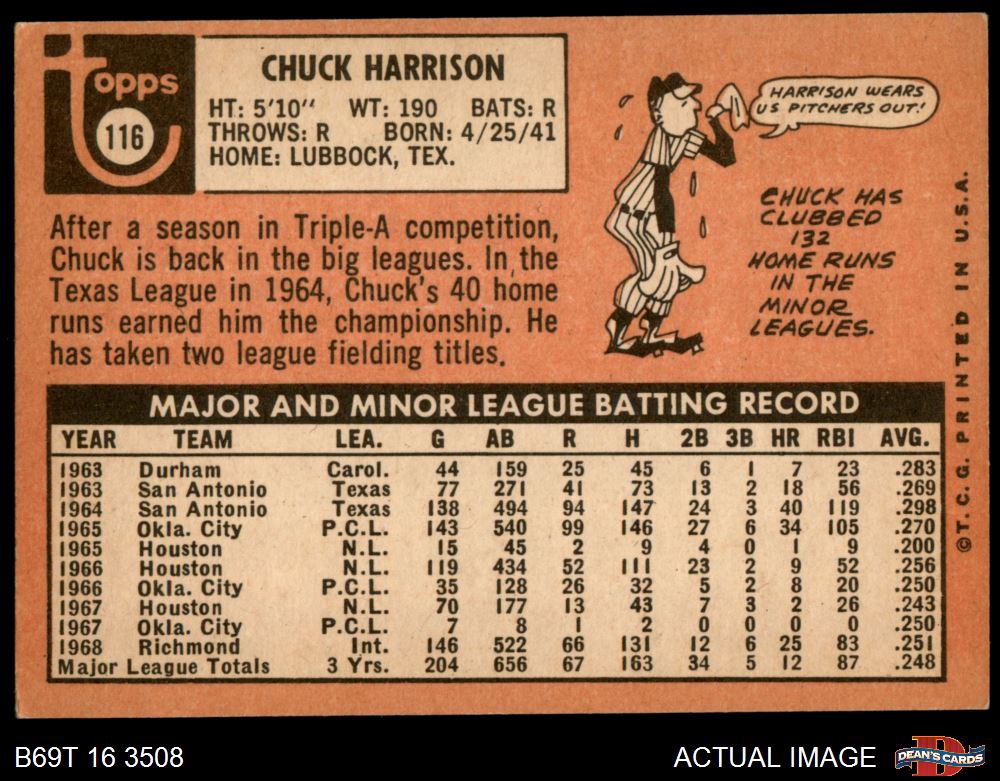 topps
116
CHUCK HARRISON
HT: 5'10" WT: 190 BATS: R
THROWS: R BORN: 4/25/41
HOME: LUBBOCK, TEX.
HARRISON WEARS
US PITCHERS OUT!
After a season in Triple-A competition,
Chuck is back in the big leagues. In the
Texas League in 1964, Chuck's 40 home
runs earned him the championship. He
has taken two league fielding titles.
CHUCK HAS
CLUBBED
132
HOME RUNS
IN THE
MINOR
LEAGUES.
MAJOR AND MINOR LEAGUE BATTING RECORD
YEAR TEAM LEA. G AB R H 2B 3B HR RBI AVG.
1963 Durham Carol. 44 159 25 45 6 1 7 23 .283
1963 San Antonio Texas 77 271 41 73 13 2 18 56 .269
1964 San Antonio Texas 138 494 94 147 24 3 40 119 .298
1965 Okla. City P.C.L. 143 540 99 146 27 6 34 105 .270
1965 Houston N.L. 15 45 2 9 4 0 1 9 .200
1966 Houston N.L. 119 434 52 111 23 2 9 52 .256
1966 Okla. City P.C.L. 35 128 26 32 5 2 8 20 .250
1967 Houston N.L. 70 177 13 43 7 3 2 26 .243
1967 Okla. City P.C.L. 7 8 1 2 0 0 0 0 .250
1968 Richmond Int. 146 522 66 131 12 6 25 83 .251
Major League Totals 3 Yrs. 204 656 67 163 34 5 12 87 .248
©T.C.G. PRINTED IN U.S.A.
B69T 16 3508
ACTUAL IMAGE
D
DEAN'S CARDS